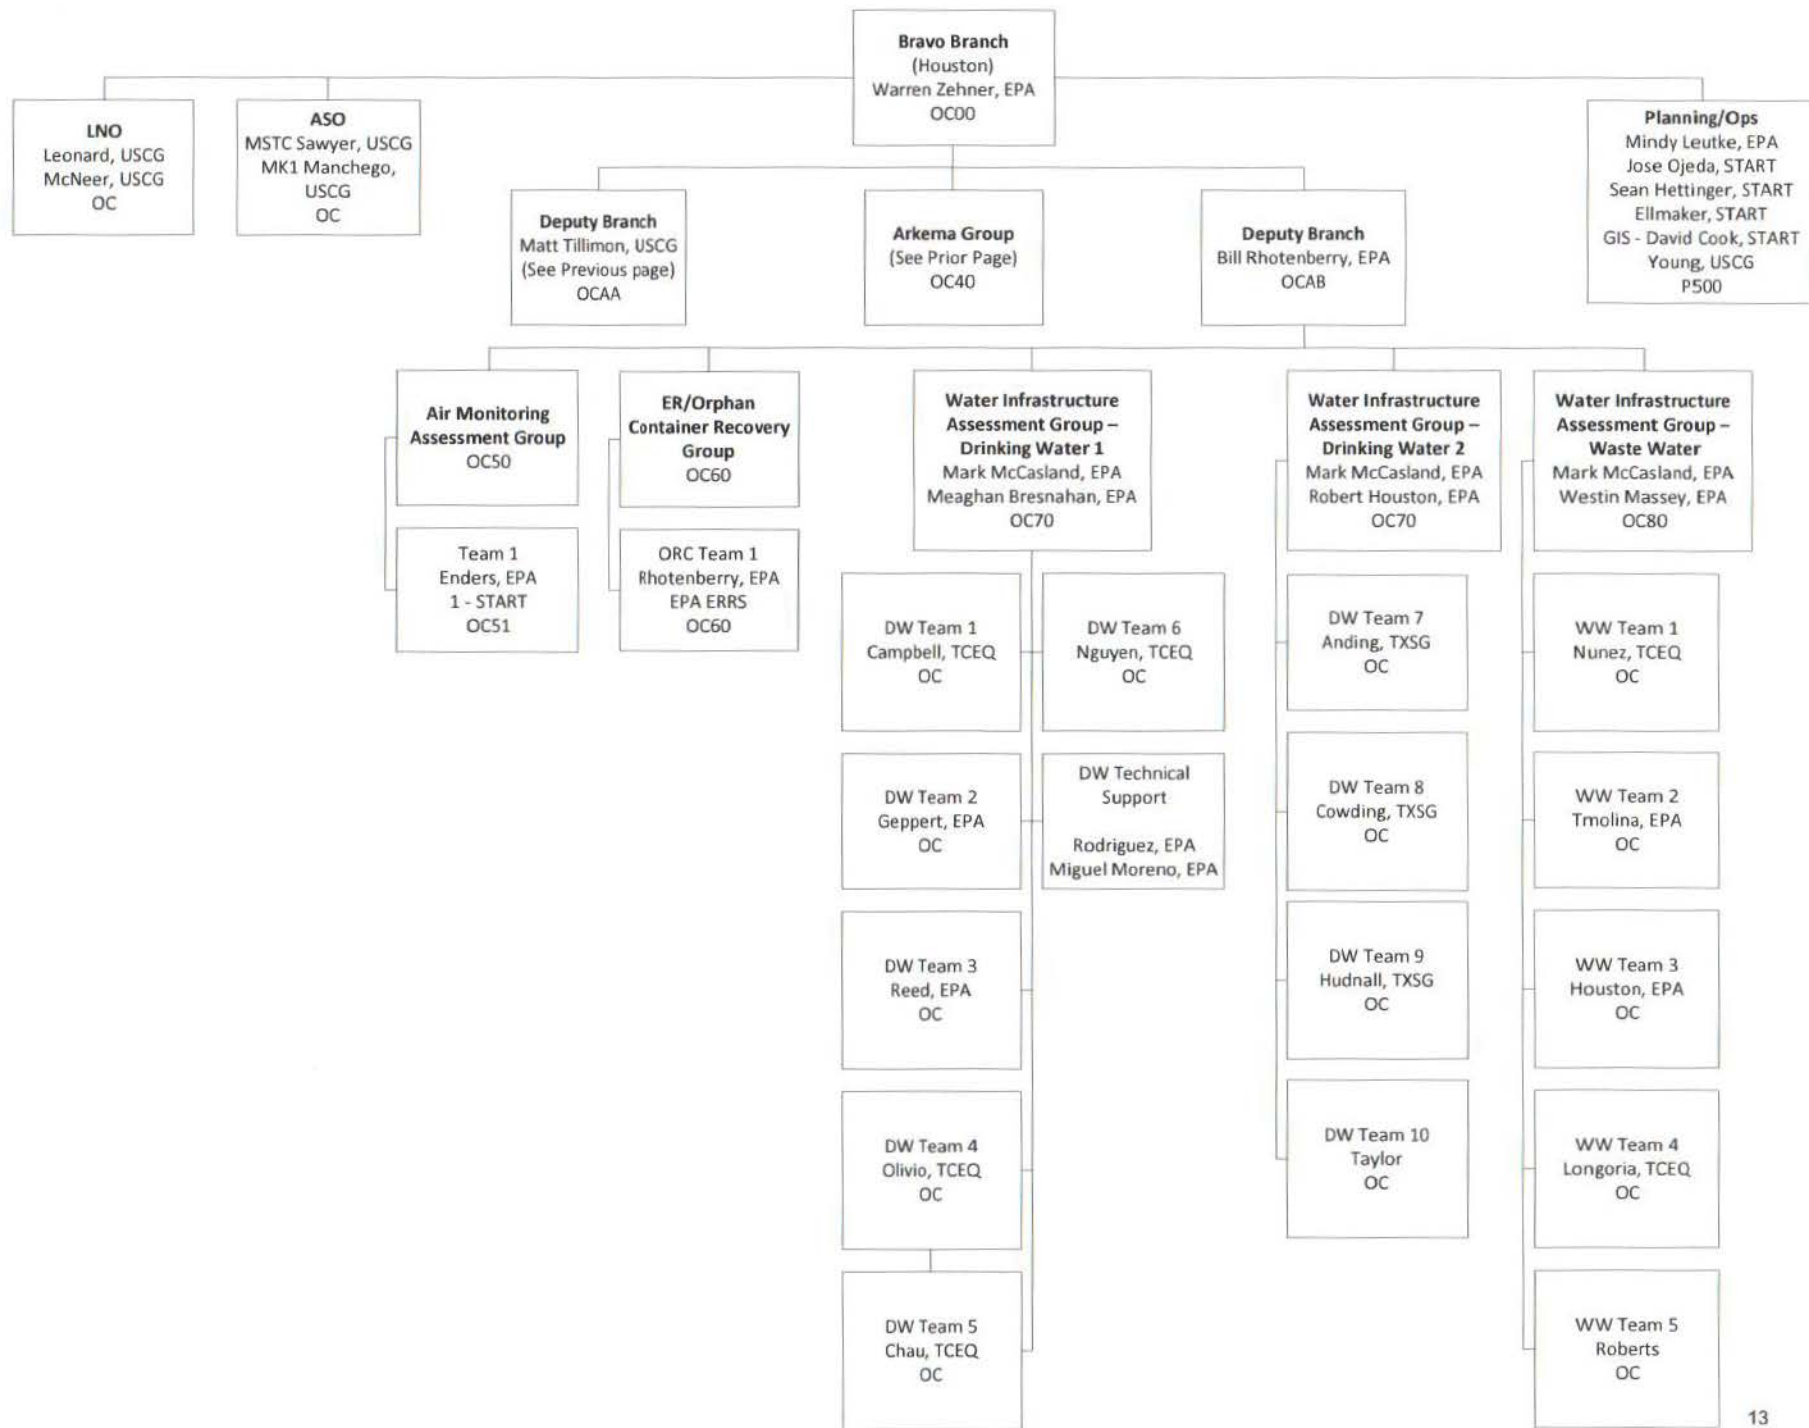 Bravo Branch
(Houston)
Warren Zehner, EPA
OC00
LNO
Leonard, USCG
McNeer, USCG
OC
ASO
MSTC Sawyer, USCG
MK1 Manchego,
USCG
OC
Planning/Ops
Mindy Leutke, EPA
Jose Ojeda, START
Sean Hettinger, START
Ellmaker, START
GIS - David Cook, START
Young, USCG
P500
Deputy Branch
Matt Tillimon, USCG
(See Previous page)
OCAA
Arkema Group
(See Prior Page)
OC40
Deputy Branch
Bill Rhotenberry, EPA
OCAB
Air Monitoring
Assessment Group
OC50
Team 1
Enders, EPA
1 - START
OC51
ER/Orphan
Container Recovery
Group
OC60
ORC Team 1
Rhotenberry, EPA
EPA ERRS
OC60
Water Infrastructure
Assessment Group –
Drinking Water 1
Mark McCasland, EPA
Meaghan Bresnahan, EPA
OC70
DW Team 1
Campbell, TCEQ
OC
DW Team 6
Nguyen, TCEQ
OC
DW Team 2
Geppert, EPA
OC
DW Technical
Support
Rodriguez, EPA
Miguel Moreno, EPA
DW Team 3
Reed, EPA
OC
DW Team 4
Olivio, TCEQ
OC
DW Team 5
Chau, TCEQ
OC
Water Infrastructure
Assessment Group –
Drinking Water 2
Mark McCasland, EPA
Robert Houston, EPA
OC70
DW Team 7
Anding, TXSG
OC
DW Team 8
Cowding, TXSG
OC
DW Team 9
Hudnall, TXSG
OC
DW Team 10
Taylor
OC
Water Infrastructure
Assessment Group –
Waste Water
Mark McCasland, EPA
Westin Massey, EPA
OC80
WW Team 1
Nunez, TCEQ
OC
WW Team 2
Tmolina, EPA
OC
WW Team 3
Houston, EPA
OC
WW Team 4
Longoria, TCEQ
OC
WW Team 5
Roberts
OC
13